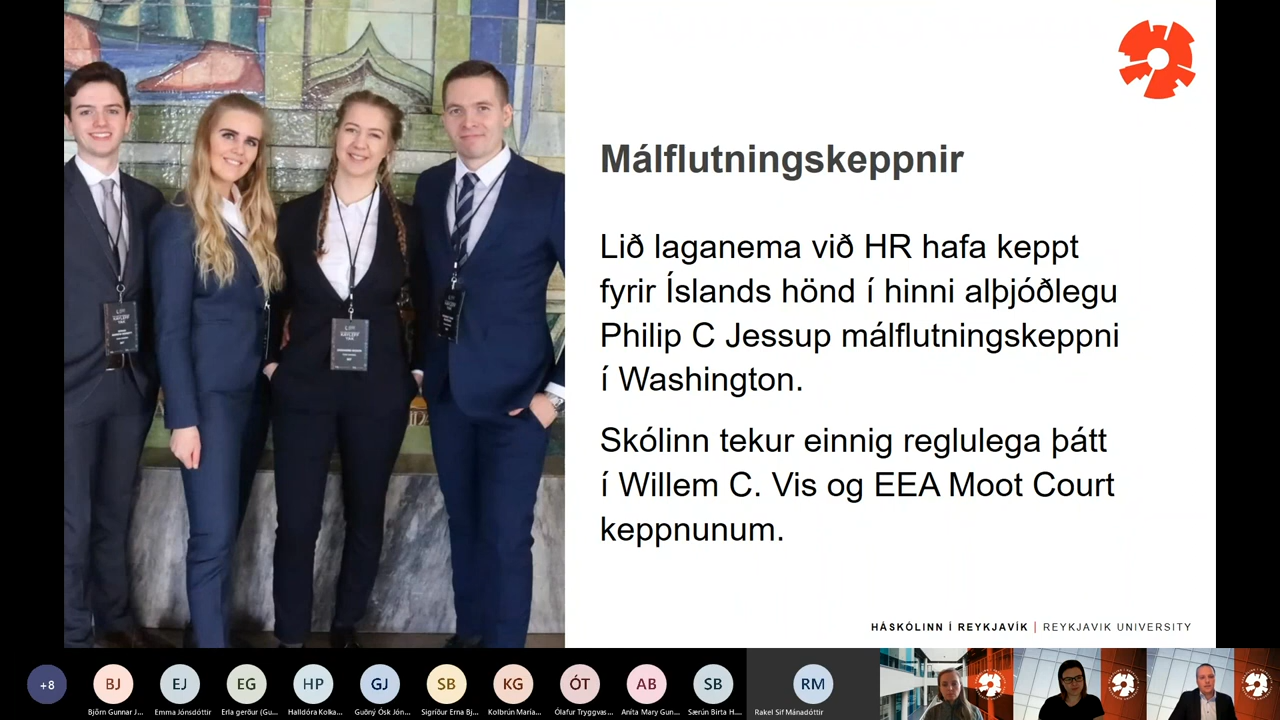 Málflutningskeppnir
Lið laganema við HR hafa keppt
fyrir Íslands hönd í hinni alþjóðlegu
Philip C Jessup málflutningskeppni
í Washington.
Skólinn tekur einnig reglulega þátt
í Willem C. Vis og EEA Moot Court
keppnunum.
HÁSKÓLINN Í REYKJAVÍK | REYKJAVIK UNIVERSITY
+8
BJ
EJ
EG
HP
GJ
SB
KG
ÓT
AB
SB
RM
Björn Gunnar J...
Emma Jónsdóttir
Erla gerður (Gu...
Halldóra Kolka...
Guðný Ósk Jón...
Sigríður Erna Bj...
Kolbrún María...
Ólafur Tryggvas...
Aníta Mary Gun...
Særún Birta H...
Rakel Sif Mánadóttir